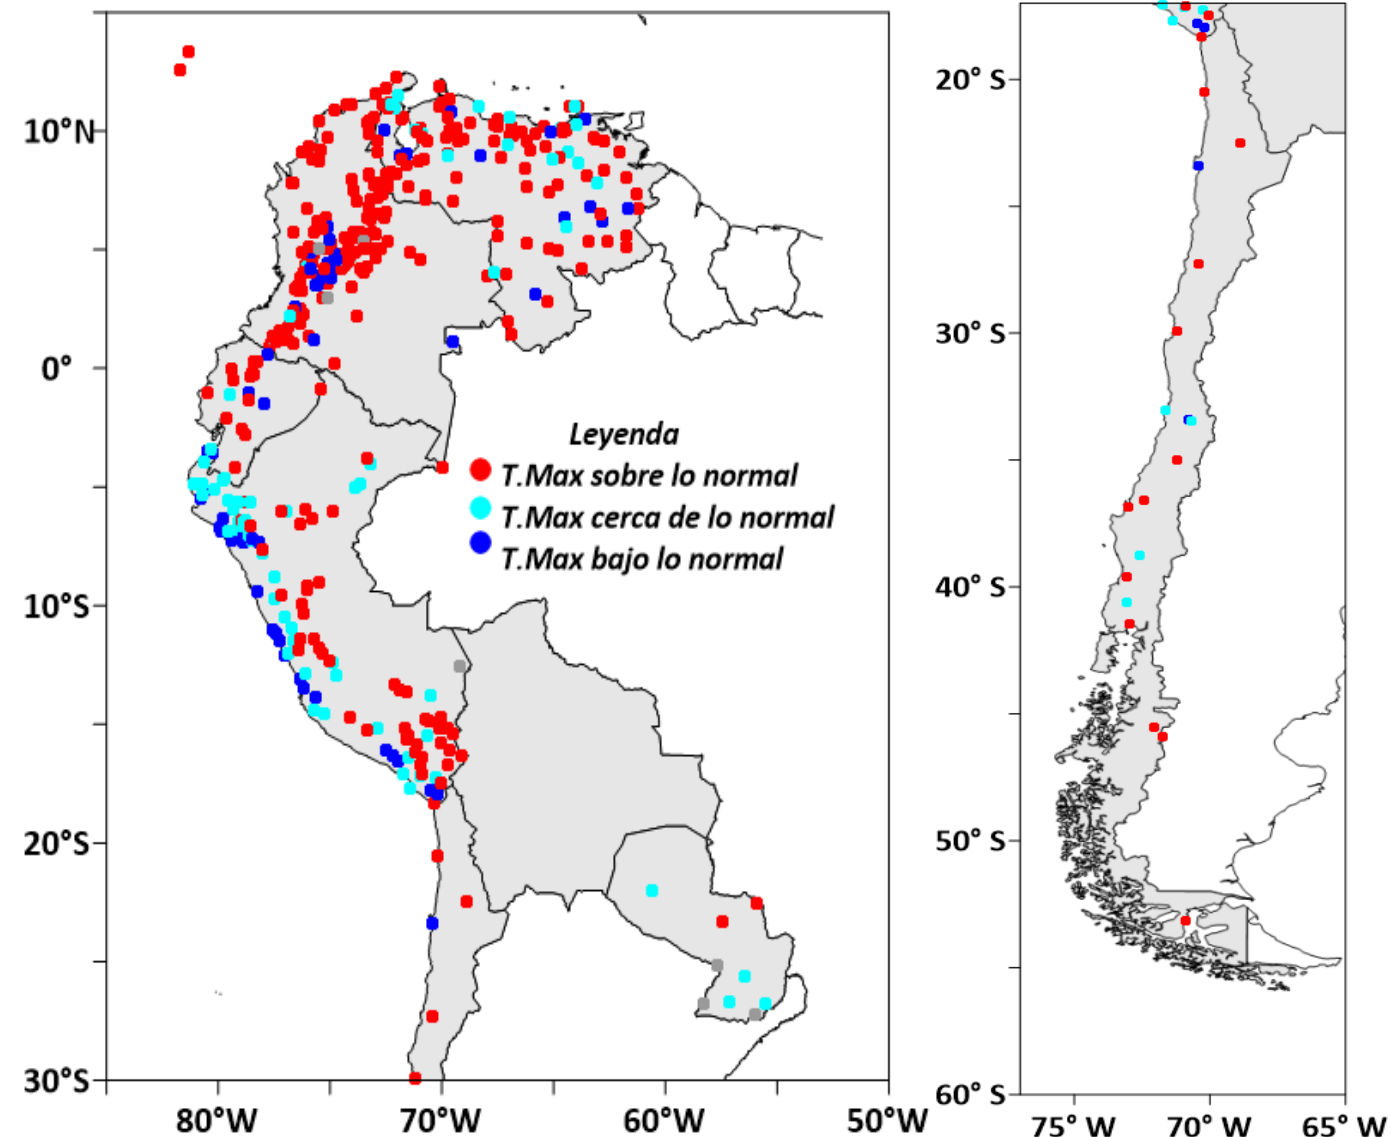 10°N
0°
10°S
20°S
30°S
80°W
70°W
60°W
50°W
Leyenda
T.Max sobre lo normal
T.Max cerca de lo normal
T.Max bajo lo normal
20° S
30° S
40° S
50° S
60° S
75° W
70° W
65° W